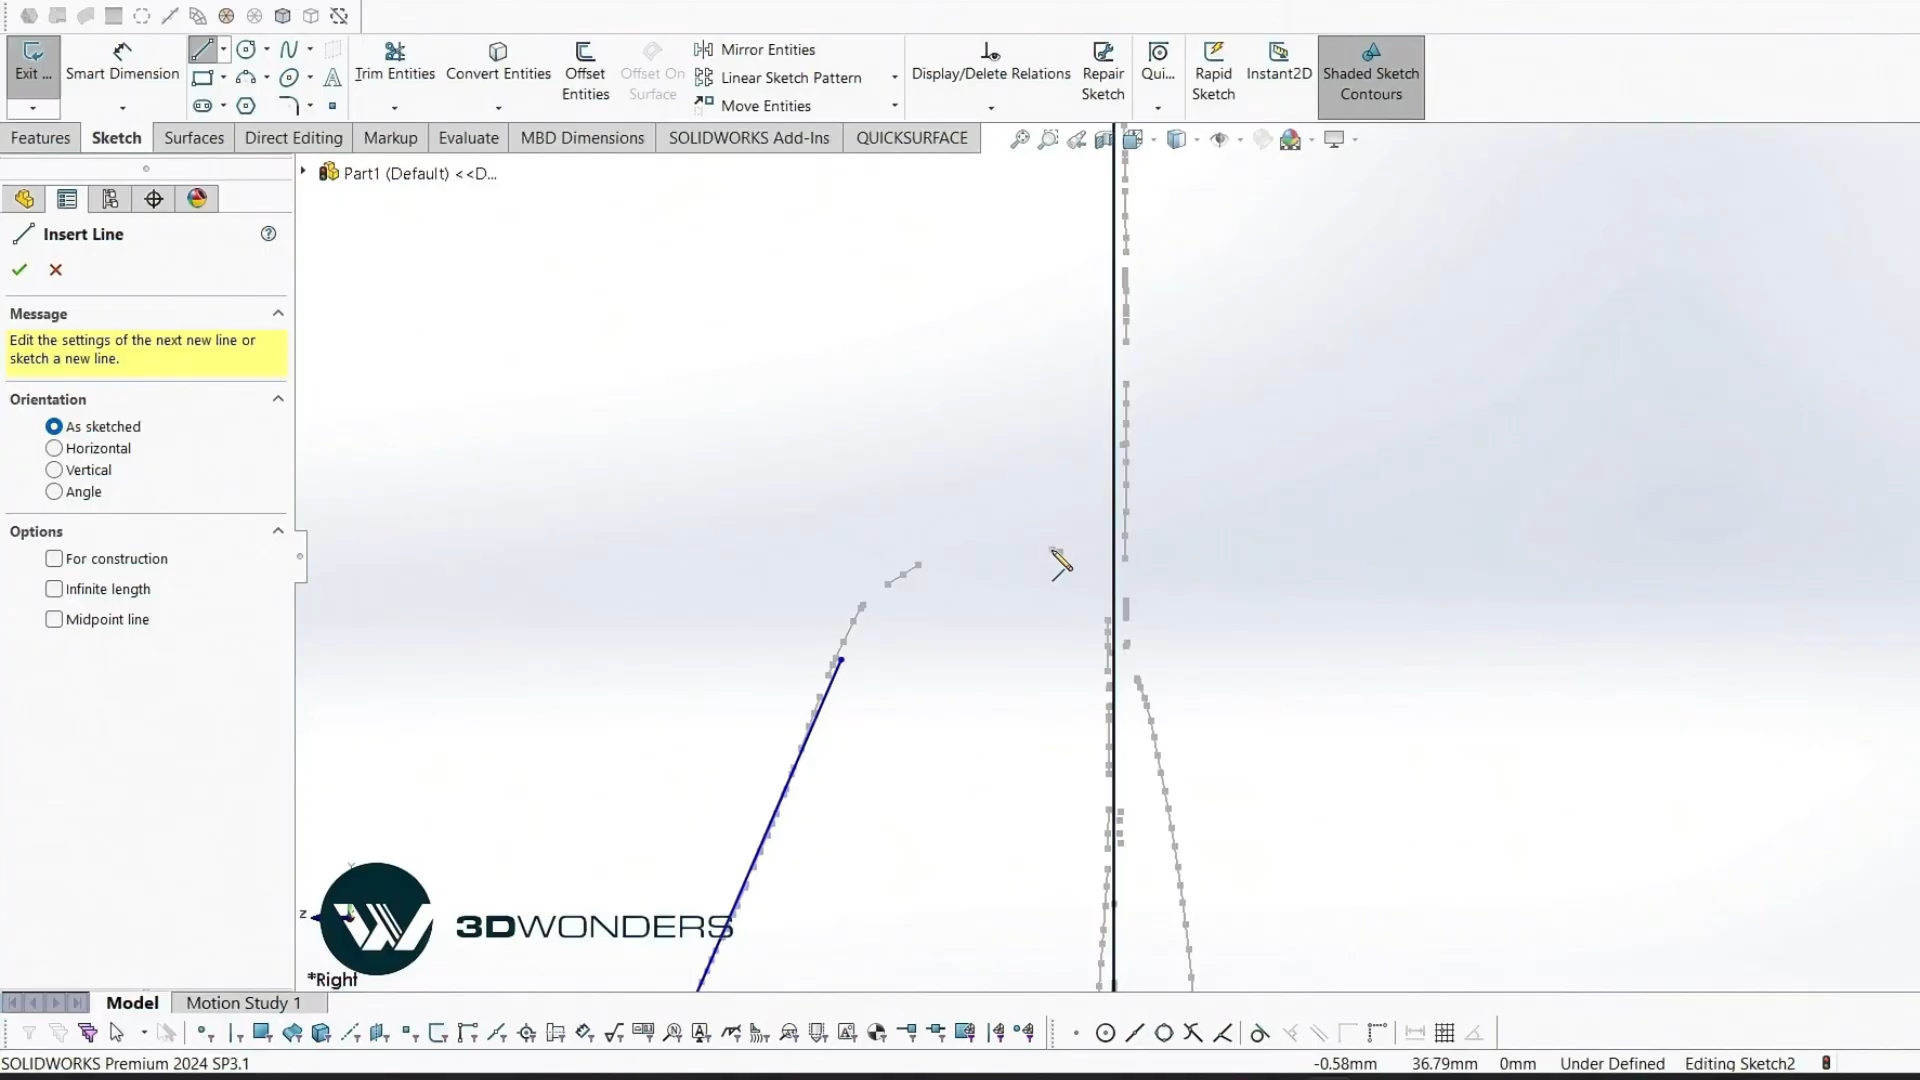 Exit ...
Smart Dimension
Trim Entities
Convert Entities
Offset Entities
Offset On Surface
Mirror Entities
Linear Sketch Pattern
Move Entities
Display/Delete Relations
Repair Sketch
Qui...
Rapid Sketch
Instant2D
Shaded Sketch Contours
Features
Sketch
Surfaces
Direct Editing
Markup
Evaluate
MBD Dimensions
SOLIDWORKS Add-Ins
QUICKSURFACE
Part1 (Default) <<D...
Insert Line
Message
Edit the settings of the next new line or
sketch a new line.
Orientation
As sketched
Horizontal
Vertical
Angle
Options
For construction
Infinite length
Midpoint line
Z
3DWONDERS
*Right
Model
Motion Study 1
SOLIDWORKS Premium 2024 SP3.1
-0.58mm
36.79mm
0mm
Under Defined
Editing Sketch2